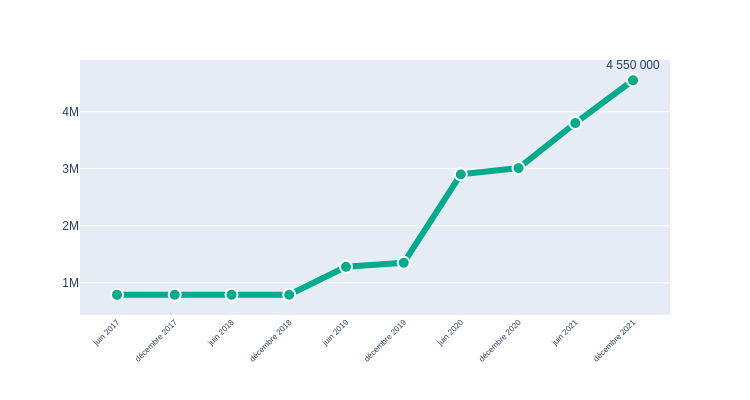 4 550 000
4M
3M
2M
1M
juin 2017
décembre 2017
juin 2018
décembre 2018
juin 2019
décembre 2019
juin 2020
décembre 2020
juin 2021
décembre 2021